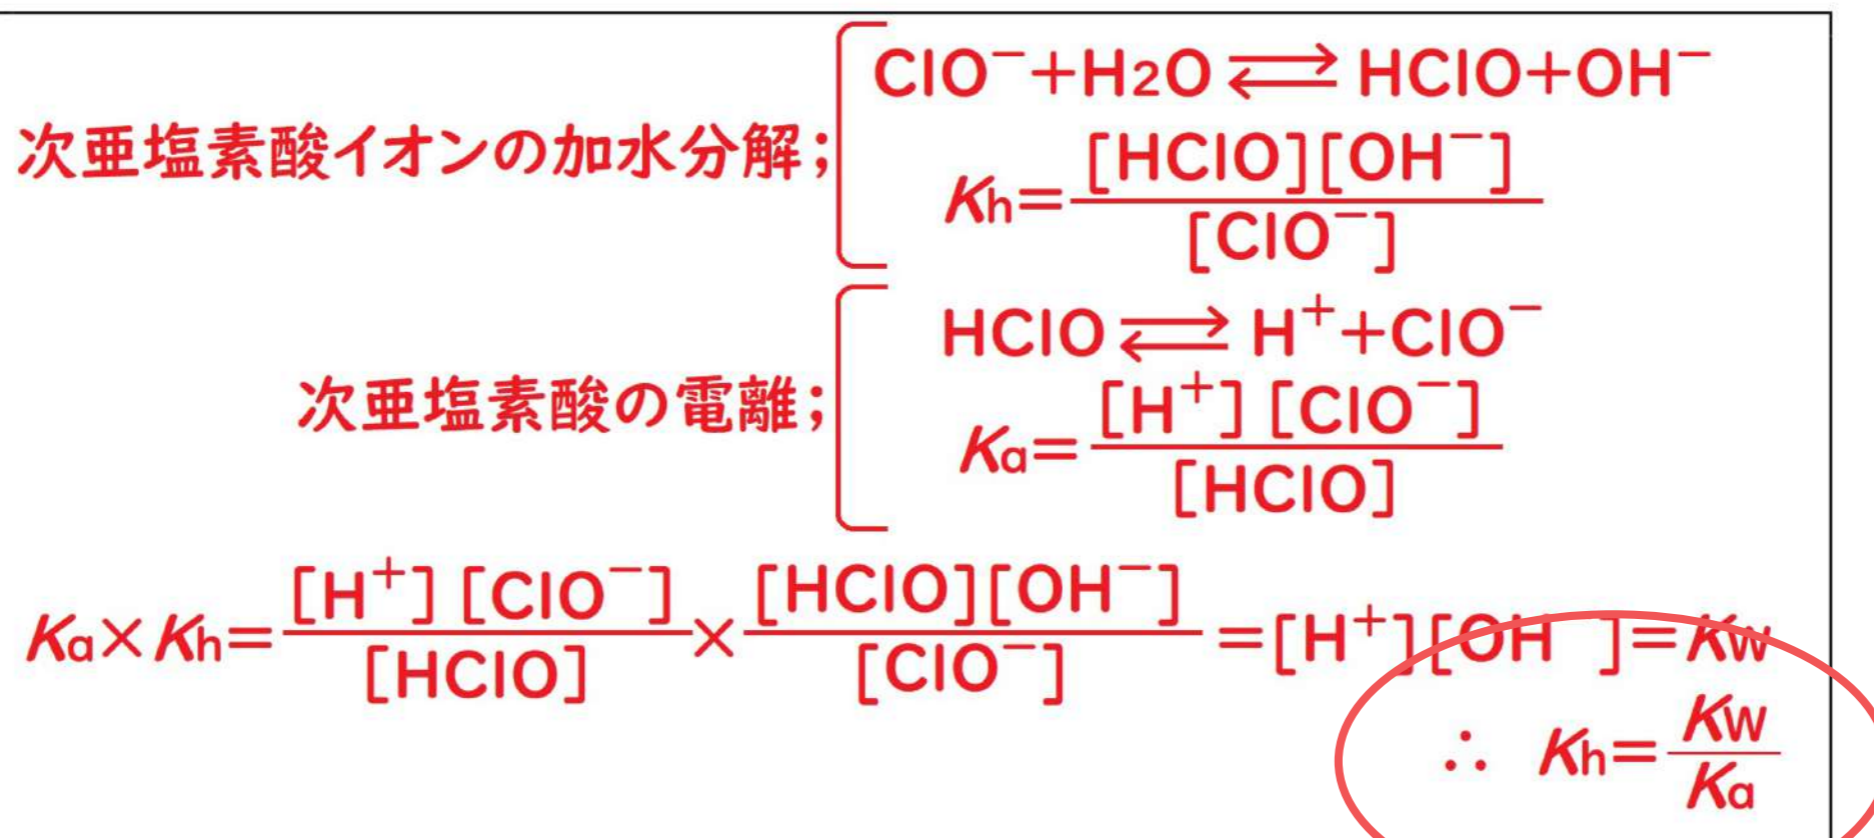 ClO⁻+H2O⇄HClO+OH⁻
次亜塩素酸イオンの加水分解;
Kh=[HClO][OH⁻]/[ClO⁻]
HClO⇄H⁺+ClO⁻
次亜塩素酸の電離;
Ka=[H⁺][ClO⁻]/[HClO]
Ka×Kh=[H⁺][ClO⁻]/[HClO]×[HClO][OH⁻]/[ClO⁻]=[H⁺][OH⁻]=Kw
∴ Kh=Kw/Ka